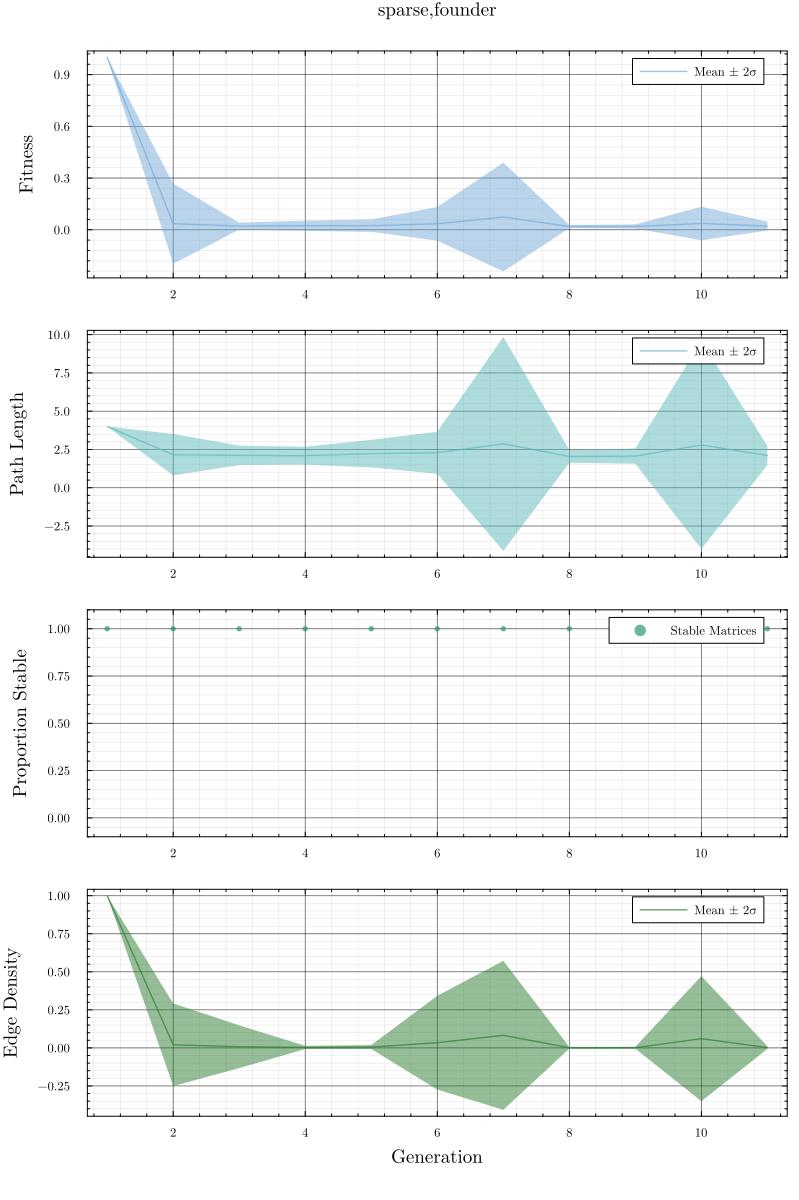 sparse,founder
Fitness
0.9
0.6
0.3
0.0
Mean ± 2σ
2 4 6 8 10
Path Length
10.0
7.5
5.0
2.5
0.0
−2.5
Mean ± 2σ
2 4 6 8 10
Proportion Stable
1.00
0.75
0.50
0.25
0.00
Stable Matrices
2 4 6 8 10
Edge Density
1.00
0.75
0.50
0.25
0.00
−0.25
Mean ± 2σ
2 4 6 8 10
Generation